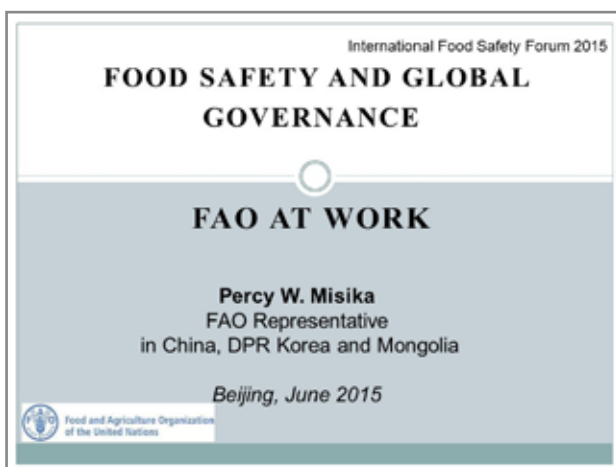 International Food Safety Forum 2015
FOOD SAFETY AND GLOBAL
GOVERNANCE
FAO AT WORK
Percy W. Misika
FAO Representative
in China, DPR Korea and Mongolia
Beijing, June 2015
Food and Agriculture Organization
of the United Nations